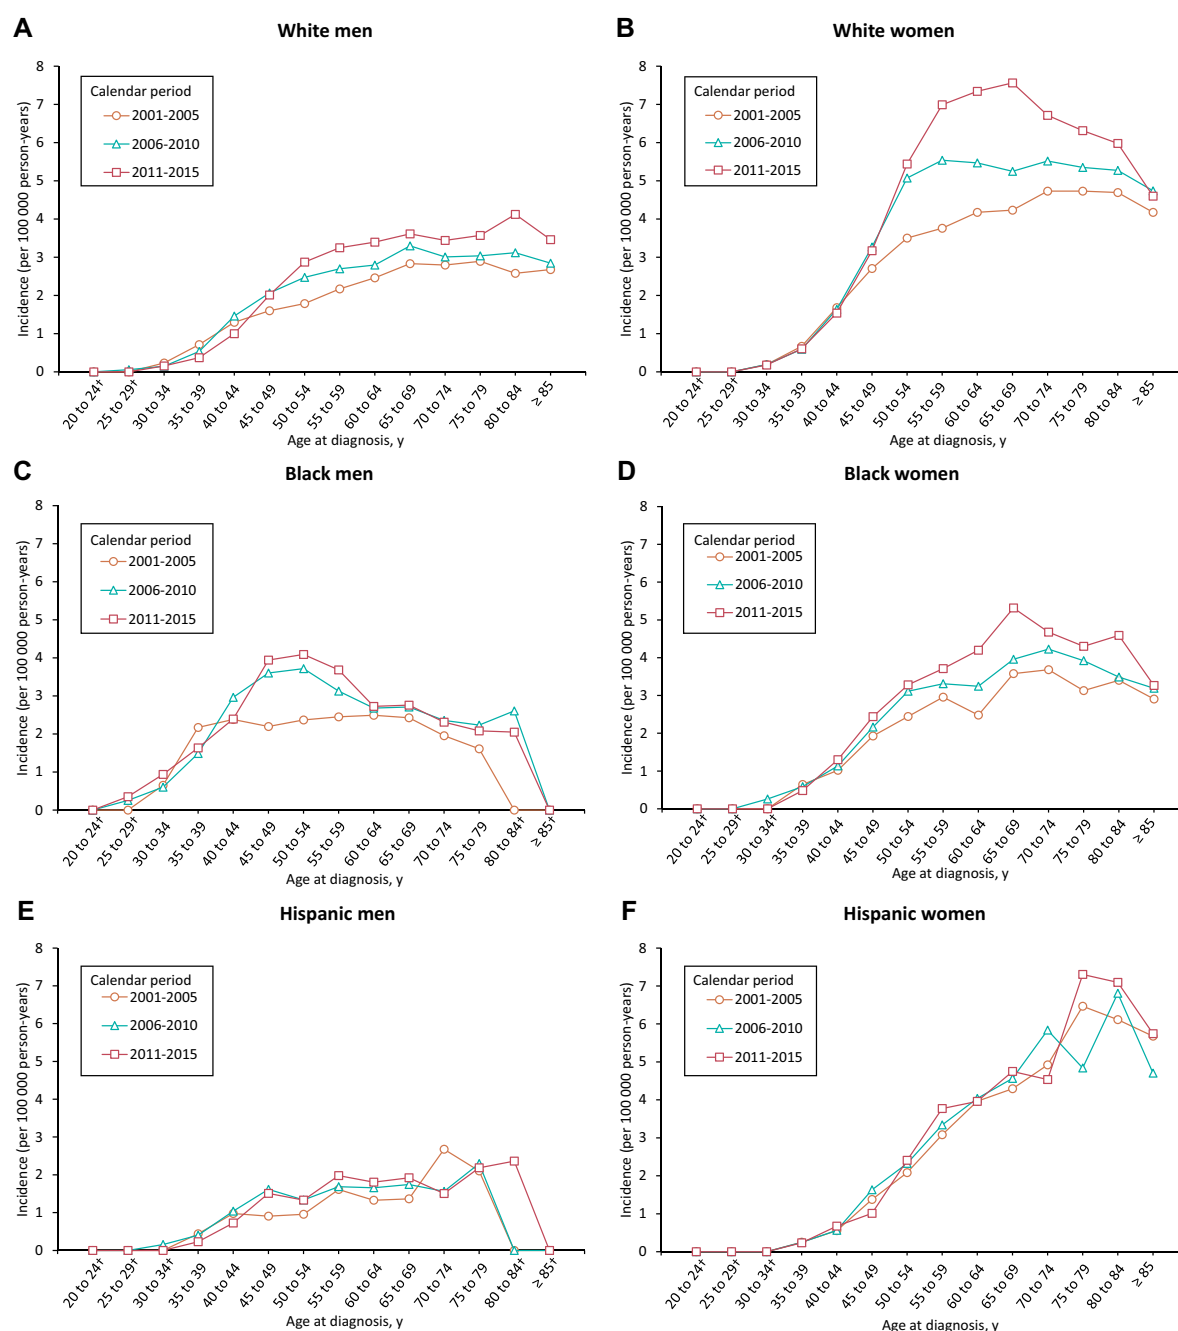 A
White men
Incidence (per 100 000 person-years)
8
7
6
5
4
3
2
1
0
Calendar period
2001-2005
2006-2010
2011-2015
20 to 24†
25 to 29†
30 to 34
35 to 39
40 to 44
45 to 49
50 to 54
55 to 59
60 to 64
65 to 69
70 to 74
75 to 79
80 to 84
≥ 85
Age at diagnosis, y
B
White women
Incidence (per 100 000 person-years)
8
7
6
5
4
3
2
1
0
Calendar period
2001-2005
2006-2010
2011-2015
20 to 24†
25 to 29†
30 to 34
35 to 39
40 to 44
45 to 49
50 to 54
55 to 59
60 to 64
65 to 69
70 to 74
75 to 79
80 to 84
≥ 85
Age at diagnosis, y
C
Black men
Incidence (per 100 000 person-years)
8
7
6
5
4
3
2
1
0
Calendar period
2001-2005
2006-2010
2011-2015
20 to 24†
25 to 29†
30 to 34
35 to 39
40 to 44
45 to 49
50 to 54
55 to 59
60 to 64
65 to 69
70 to 74
75 to 79
80 to 84†
≥ 85†
Age at diagnosis, y
D
Black women
Incidence (per 100 000 person-years)
8
7
6
5
4
3
2
1
0
Calendar period
2001-2005
2006-2010
2011-2015
20 to 24†
25 to 29†
30 to 34†
35 to 39
40 to 44
45 to 49
50 to 54
55 to 59
60 to 64
65 to 69
70 to 74
75 to 79
80 to 84
≥ 85
Age at diagnosis, y
E
Hispanic men
Incidence (per 100 000 person-years)
8
7
6
5
4
3
2
1
0
Calendar period
2001-2005
2006-2010
2011-2015
20 to 24†
25 to 29†
30 to 34†
35 to 39
40 to 44
45 to 49
50 to 54
55 to 59
60 to 64
65 to 69
70 to 74
75 to 79
80 to 84†
≥ 85†
Age at diagnosis, y
F
Hispanic women
Incidence (per 100 000 person-years)
8
7
6
5
4
3
2
1
0
Calendar period
2001-2005
2006-2010
2011-2015
20 to 24†
25 to 29†
30 to 34†
35 to 39
40 to 44
45 to 49
50 to 54
55 to 59
60 to 64
65 to 69
70 to 74
75 to 79
80 to 84
≥ 85
Age at diagnosis, y